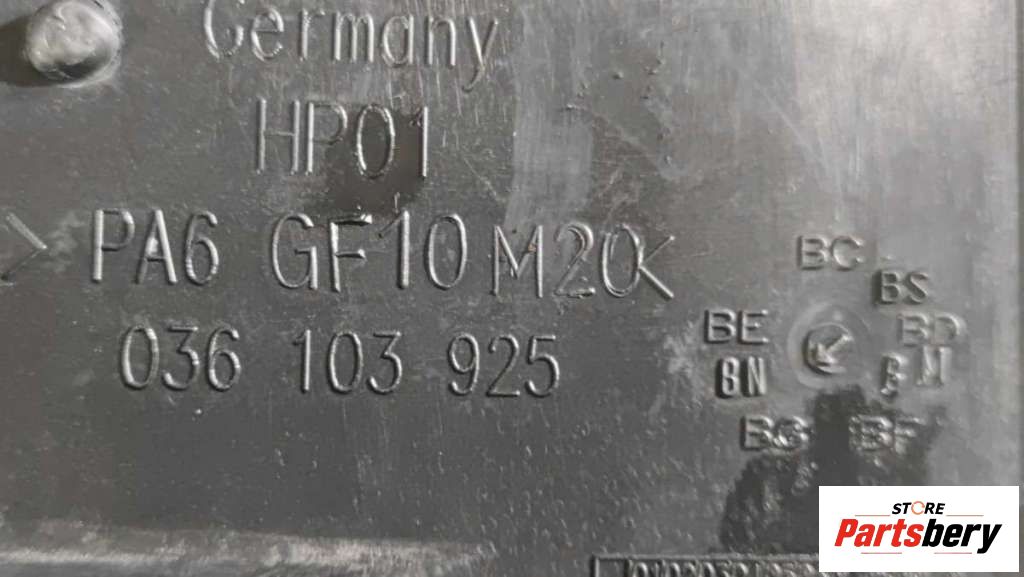 Germany
HP01
>PA6 GF10 M20<
036 103 925
BC
BS
BE BD
BN M
BG BF
STORE
Partsbery